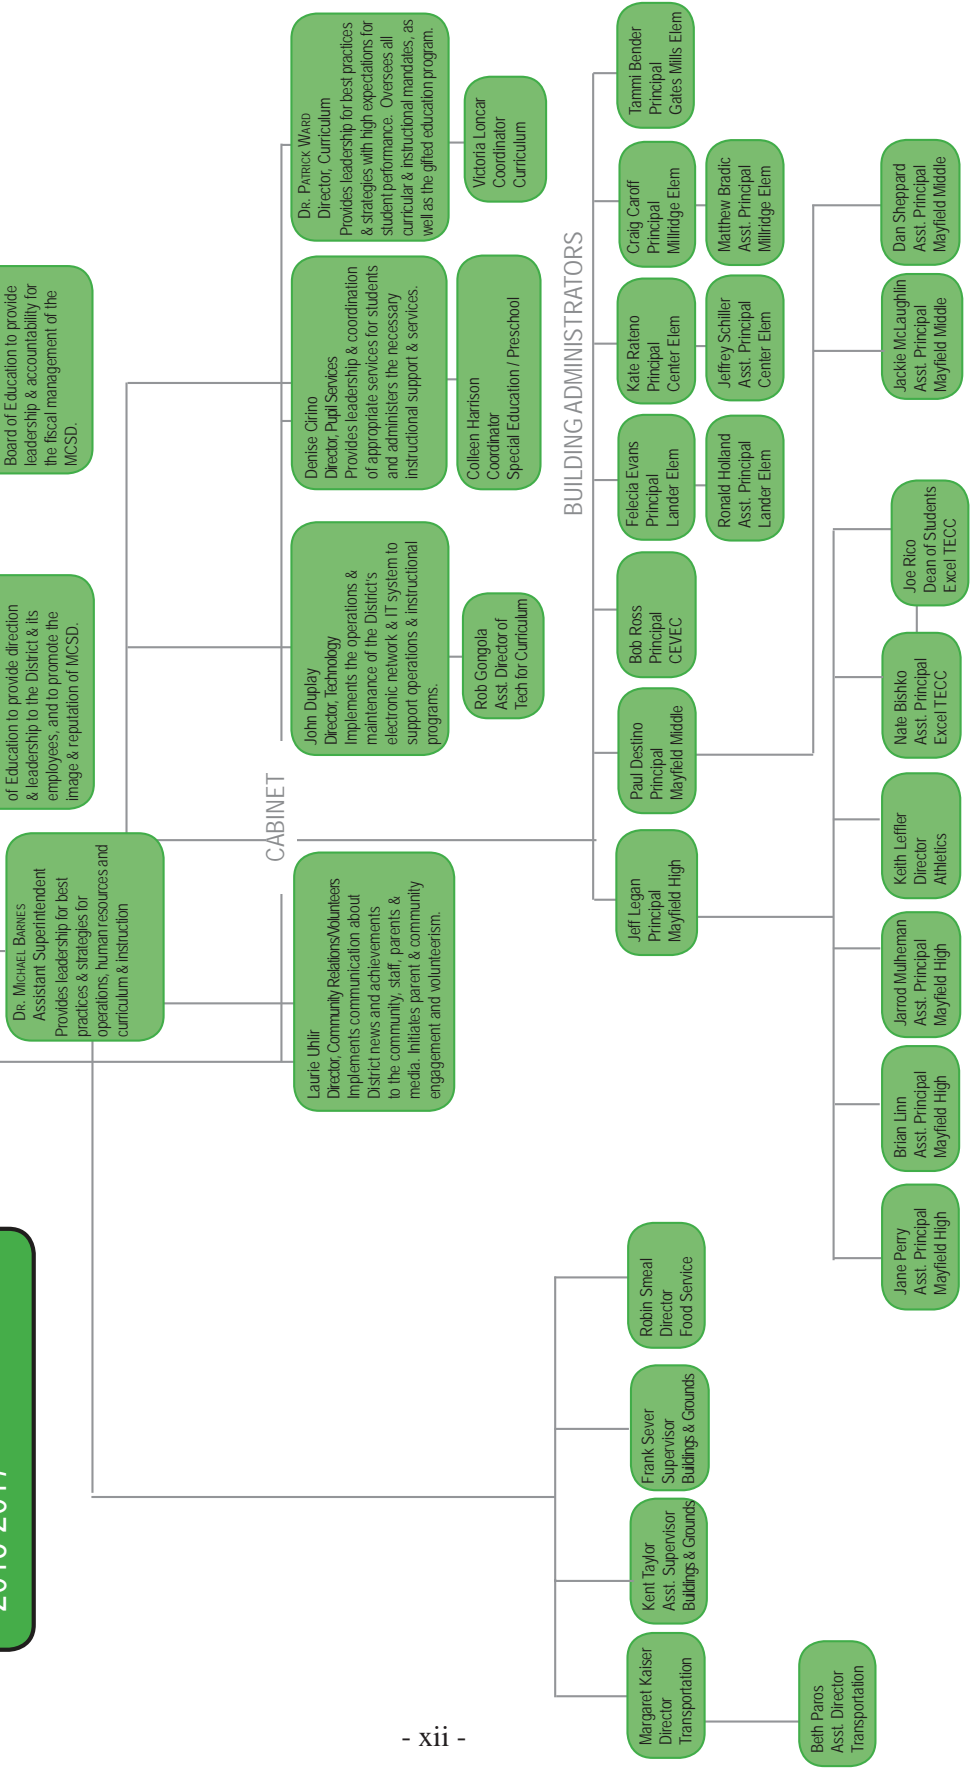 2016-2017
of Education to provide direction
& leadership to the District & its
employees, and to promote the
image & reputation of MCSD.
Board of Education to provide
leadership & accountability for
the fiscal management of the
MCSD.
DR. MICHAEL BARNES
Assistant Superintendent
Provides leadership for best
practices & strategies for
operations, human resources and
curriculum & instruction
CABINET
Laurie Uhlir
Director, Community Relations/Volunteers
Implements communication about
District news and achievements
to the community, staff, parents &
media. Initiates parent & community
engagement and volunteerism.
John Duplay
Director, Technology
Implements the operations &
maintenance of the District's
electronic network & IT system to
support operations & instructional
programs.
Denise Cirino
Director, Pupil Services
Provides leadership & coordination
of appropriate services for students
and administers the necessary
instructional support & services.
DR. PATRICK WARD
Director, Curriculum
Provides leadership for best practices
& strategies with high expectations for
student performance. Oversees all
curricular & instructional mandates, as
well as the gifted education program.
Rob Gongola
Asst. Director of
Tech for Curriculum
Colleen Harrison
Coordinator
Special Education / Preschool
Victoria Loncar
Coordinator
Curriculum
BUILDING ADMINISTRATORS
Margaret Kaiser
Director
Transportation
Kent Taylor
Asst. Supervisor
Buildings & Grounds
Frank Sever
Supervisor
Buildings & Grounds
Robin Smeal
Director
Food Service
Jeff Legan
Principal
Mayfield High
Paul Destino
Principal
Mayfield Middle
Bob Ross
Principal
CEVEC
Felecia Evans
Principal
Lander Elem
Kate Rateno
Principal
Center Elem
Craig Caroff
Principal
Millridge Elem
Tammi Bender
Principal
Gates Mills Elem
Ronald Holland
Asst. Principal
Lander Elem
Jeffrey Schiller
Asst. Principal
Center Elem
Matthew Bradic
Asst. Principal
Millridge Elem
Beth Paros
Asst. Director
Transportation
Jane Perry
Asst. Principal
Mayfield High
Brian Linn
Asst. Principal
Mayfield High
Jarrod Mulheman
Asst. Principal
Mayfield High
Keith Leffler
Director
Athletics
Nate Bishko
Asst. Principal
Excel TECC
Joe Rico
Dean of Students
Excel TECC
Jackie McLaughlin
Asst. Principal
Mayfield Middle
Dan Sheppard
Asst. Principal
Mayfield Middle
- xii -